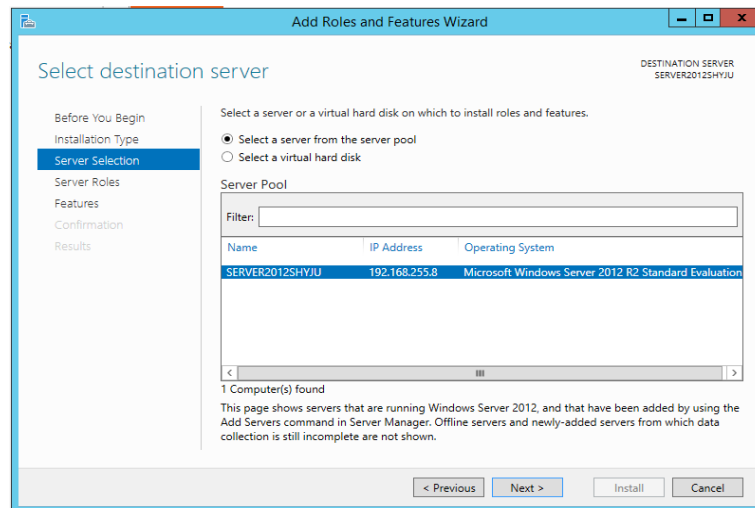 Add Roles and Features Wizard
Select destination server
DESTINATION SERVER
SERVER2012SHYJU
Before You Begin
Installation Type
Server Selection
Server Roles
Features
Confirmation
Results
Select a server or a virtual hard disk on which to install roles and features.
Select a server from the server pool
Select a virtual hard disk
Server Pool
Filter:
Name IP Address Operating System
SERVER2012SHYJU 192.168.255.8 Microsoft Windows Server 2012 R2 Standard Evaluation
1 Computer(s) found
This page shows servers that are running Windows Server 2012, and that have been added by using the
Add Servers command in Server Manager. Offline servers and newly-added servers from which data
collection is still incomplete are not shown.
< Previous Next > Install Cancel